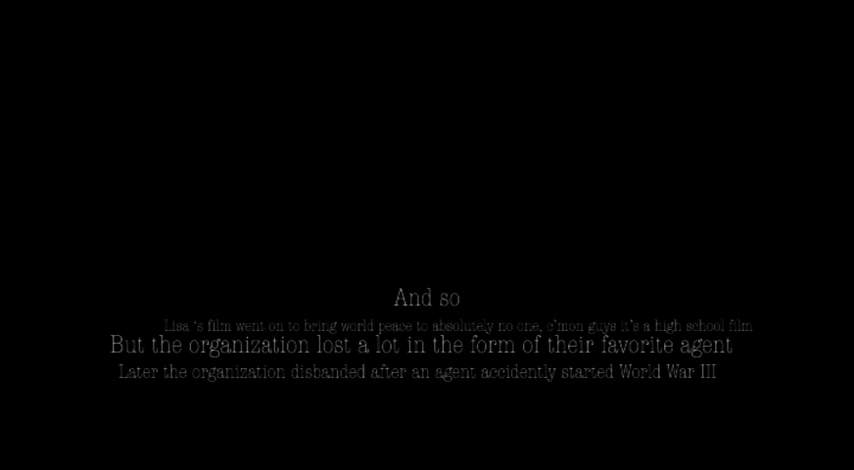 And so
Lisa 's film went on to bring world peace to absolutely no one, c'mon guys it's a high school film
But the organization lost a lot in the form of their favorite agent
Later the organization disbanded after an agent accidently started World War III